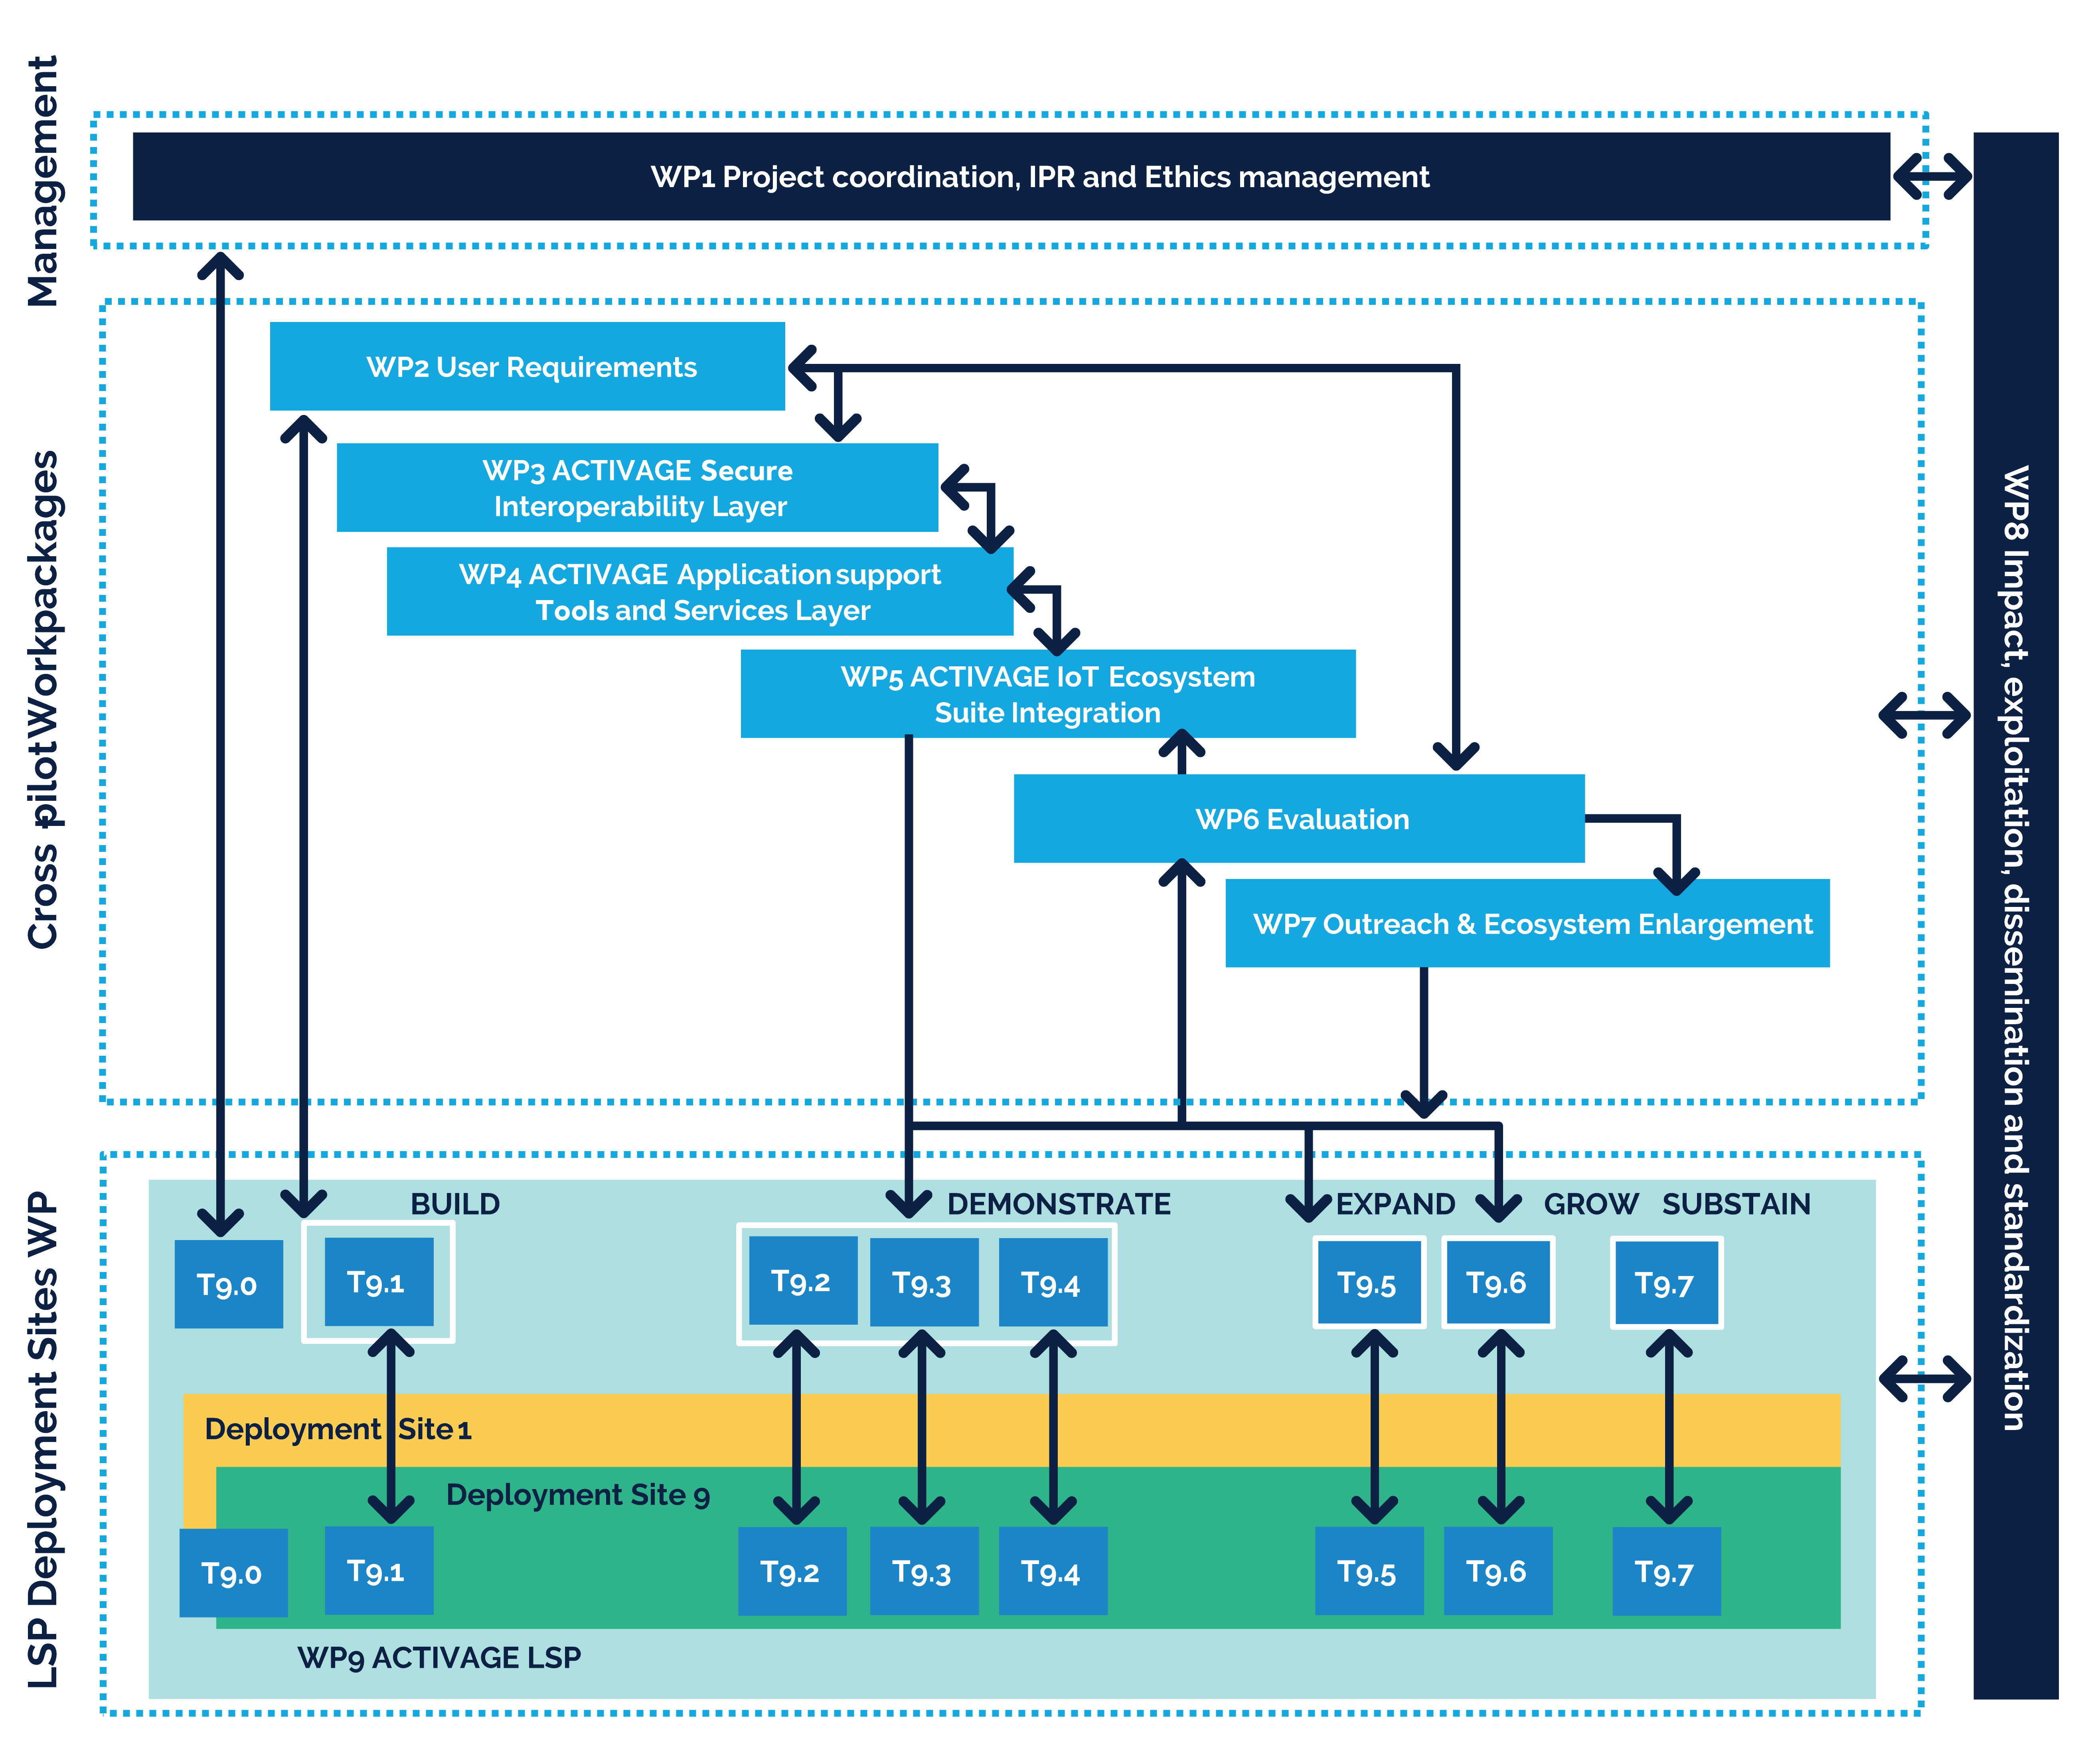 Management
WP1 Project coordination, IPR and Ethics management
Cross pilot Workpackages
WP2 User Requirements
WP3 ACTIVAGE Secure
Interoperability Layer
WP4 ACTIVAGE Application support
Tools and Services Layer
WP5 ACTIVAGE IoT Ecosystem
Suite Integration
WP6 Evaluation
WP7 Outreach & Ecosystem Enlargement
WP8 Impact, exploitation, dissemination and standardization
LSP Deployment Sites WP
BUILD DEMONSTRATE EXPAND GROW SUBSTAIN
T9.0 T9.1 T9.2 T9.3 T9.4 T9.5 T9.6 T9.7
Deployment Site 1
Deployment Site 9
T9.0 T9.1 T9.2 T9.3 T9.4 T9.5 T9.6 T9.7
WP9 ACTIVAGE LSP